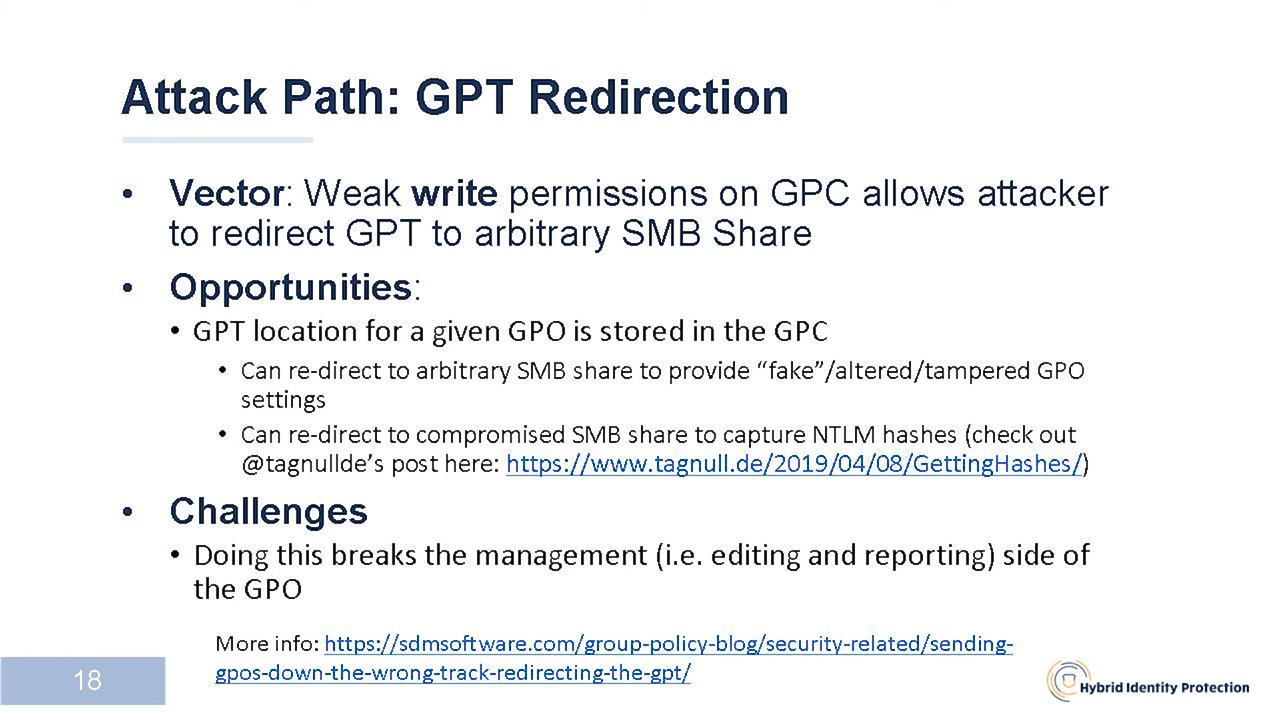 Attack Path: GPT Redirection
• Vector: Weak write permissions on GPC allows attacker
to redirect GPT to arbitrary SMB Share
• Opportunities:
• GPT location for a given GPO is stored in the GPC
• Can re-direct to arbitrary SMB share to provide “fake”/altered/tampered GPO
settings
• Can re-direct to compromised SMB share to capture NTLM hashes (check out
@tagnullde’s post here: https://www.tagnull.de/2019/04/08/GettingHashes/)
• Challenges
• Doing this breaks the management (i.e. editing and reporting) side of
the GPO
More info: https://sdmsoftware.com/group-policy-blog/security-related/sending-
gpos-down-the-wrong-track-redirecting-the-gpt/
18
Hybrid Identity Protection